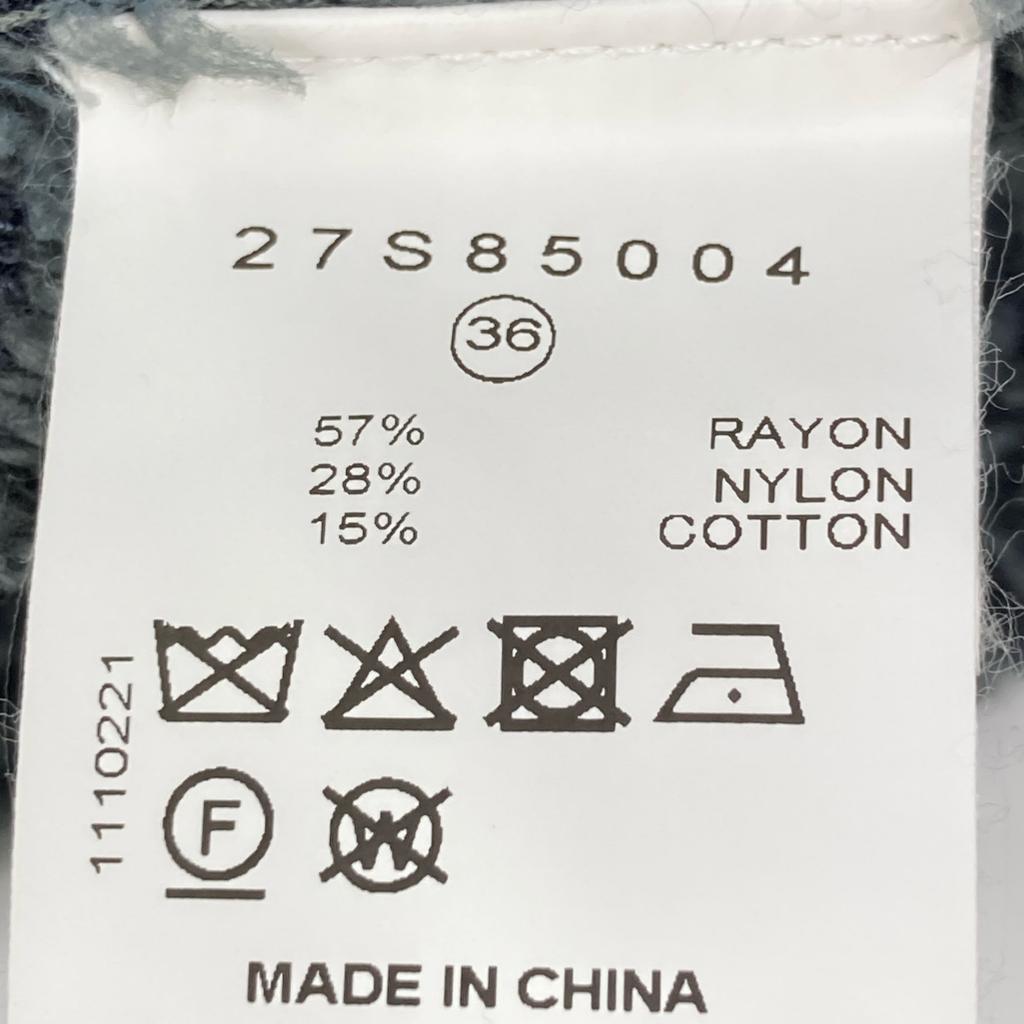 27S85004
36
57% RAYON
28% NYLON
15% COTTON
1110221
F
W
MADE IN CHINA